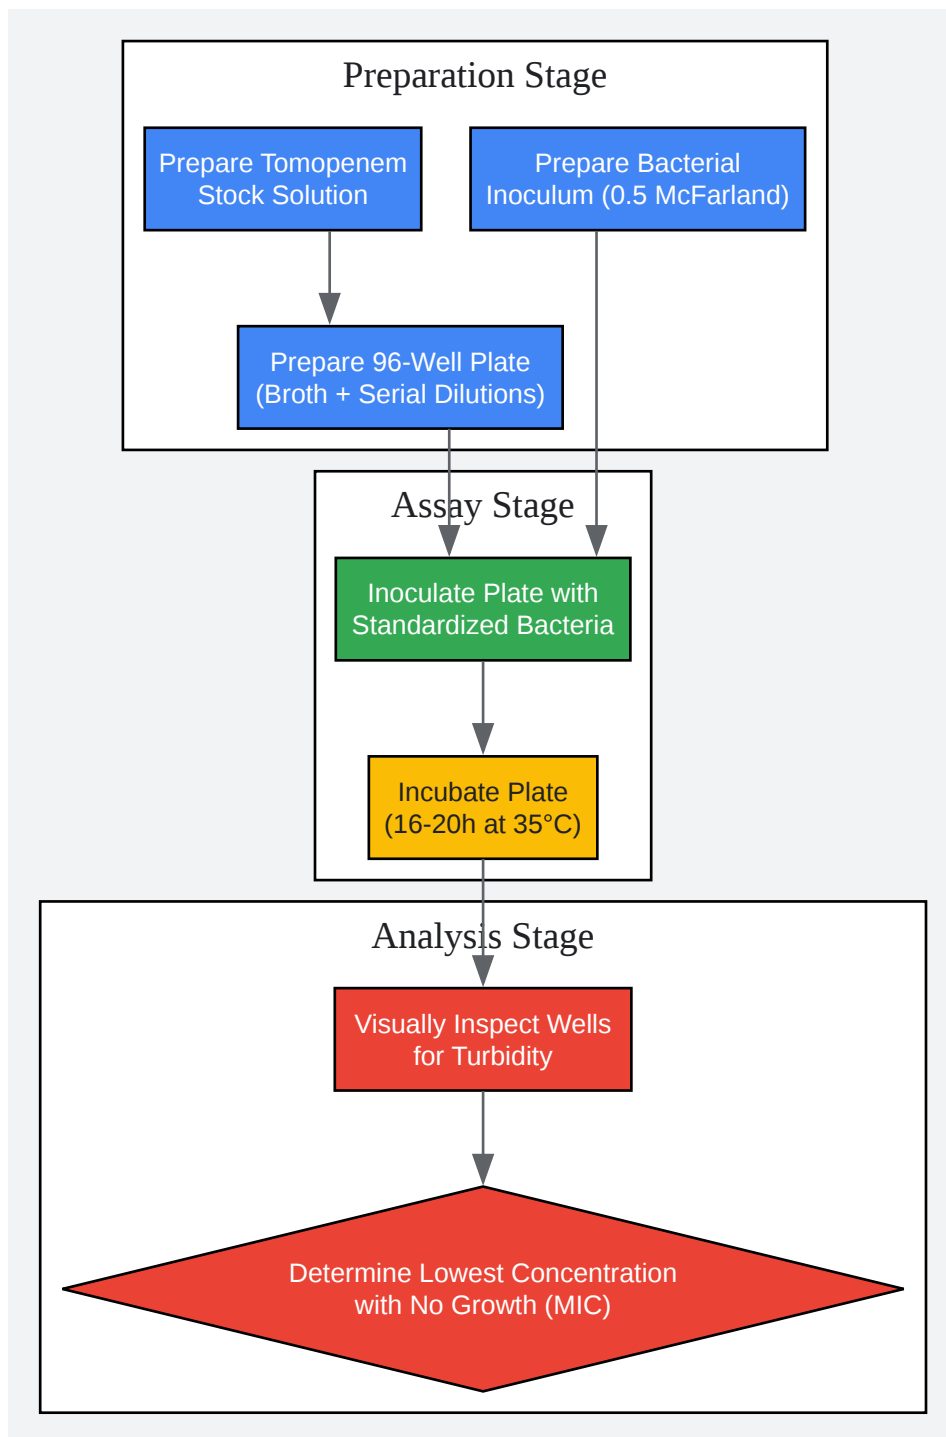 Preparation Stage
Prepare Tomopenem
Stock Solution
Prepare Bacterial
Inoculum (0.5 McFarland)
Prepare 96-Well Plate
(Broth + Serial Dilutions)
Assay Stage
Inoculate Plate with
Standardized Bacteria
Incubate Plate
(16-20h at 35°C)
Analysis Stage
Visually Inspect Wells
for Turbidity
Determine Lowest Concentration
with No Growth (MIC)